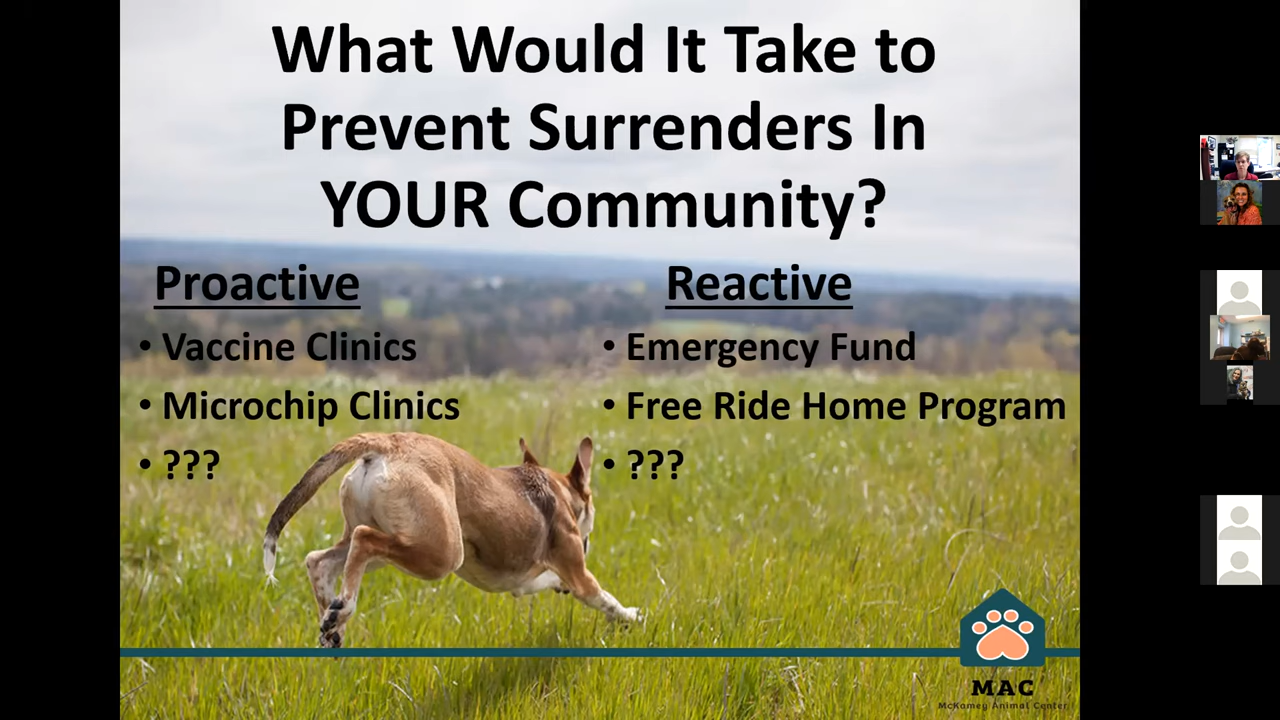 What Would It Take to
Prevent Surrenders In
YOUR Community?
Proactive
• Vaccine Clinics
• Microchip Clinics
• ???
Reactive
• Emergency Fund
• Free Ride Home Program
• ???
MAC
McKamey Animal Center